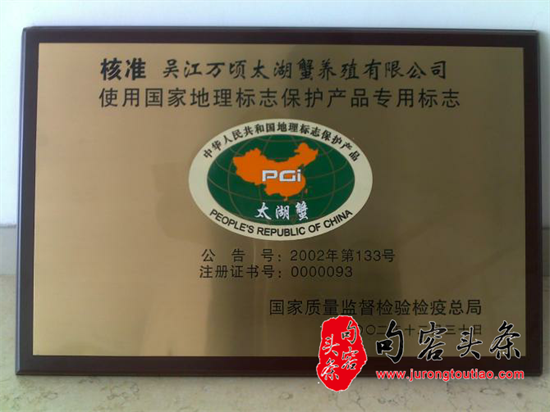 核准 吴江万顷太湖蟹养殖有限公司
使用国家地理标志保护产品专用标志
中华人民共和国地理标志保护产品
PGi
太湖蟹
PEOPLE'S REPUBLIC OF CHINA
公告号：2002年第133号
注册证书号：0000093
国家质量监督检验检疫总局
三十日
句容头条
句容头条
www.jurongtoutiao.com